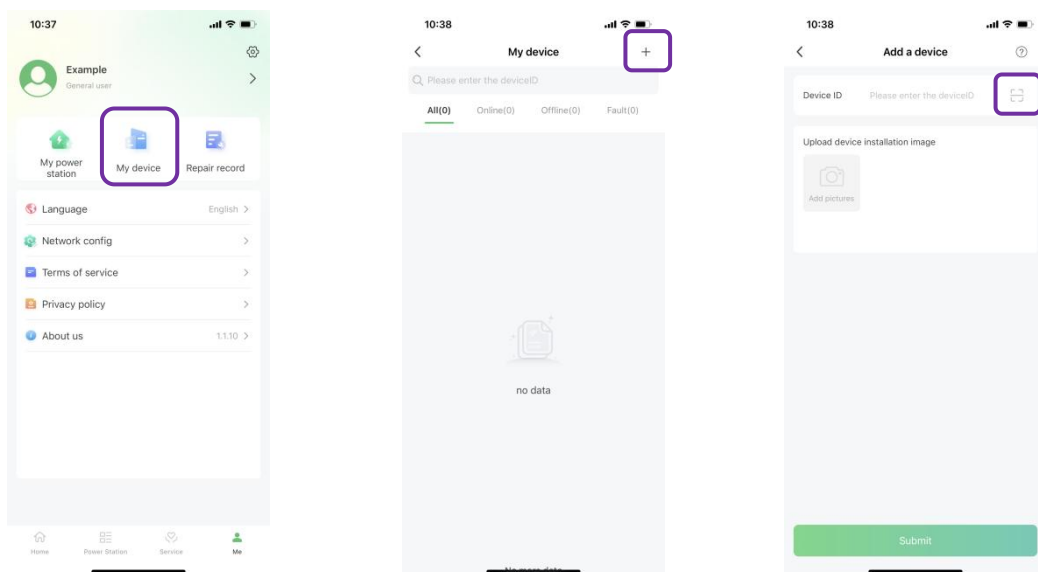 10:37
Example
General user
My power
station
My device
Repair record
Language
English
Network config
Terms of service
Privacy policy
About us
1.1.10
Home
Power Station
Service
Me
10:38
My device
+
Please enter the deviceID
All(0)
Online(0)
Offline(0)
Fault(0)
no data
No more data
10:38
Add a device
?
Device ID
Please enter the deviceID
Upload device installation image
Add pictures
Submit